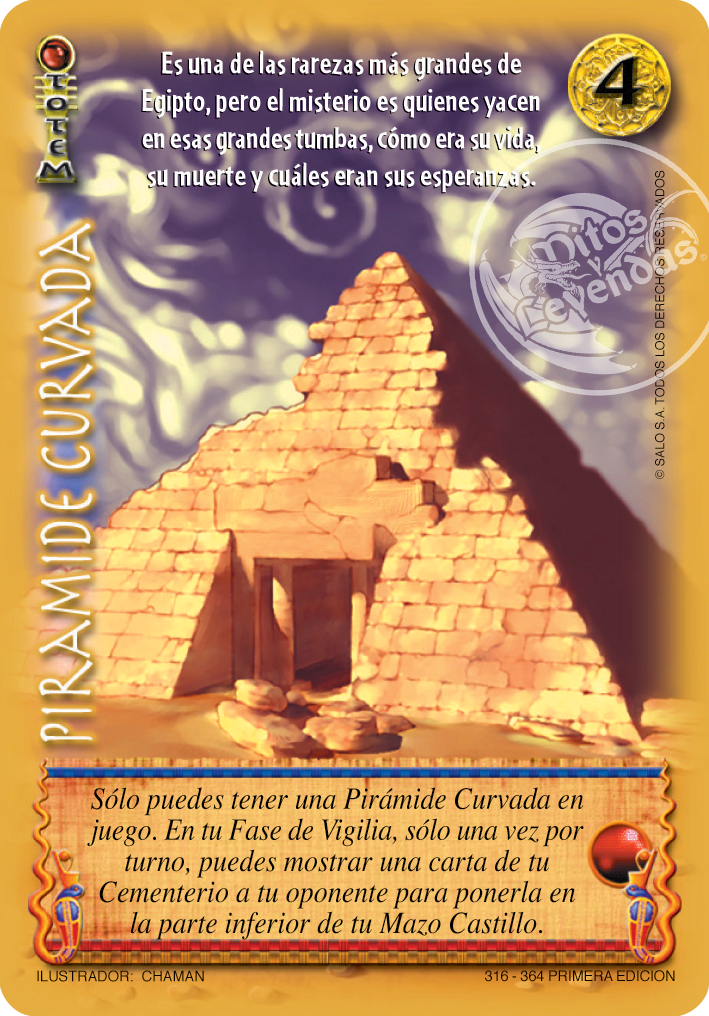 TOTEM
4
Es una de las rarezas más grandes de
Egipto, pero el misterio es quienes yacen
en esas grandes tumbas, cómo era su vida,
su muerte y cuáles eran sus esperanzas.
Mitos
y
Leyendas
©
© SALO S.A. TODOS LOS DERECHOS RESERVADOS
PIRAMIDE CURVADA
Sólo puedes tener una Pirámide Curvada en
juego. En tu Fase de Vigilia, sólo una vez por
turno, puedes mostrar una carta de tu
Cementerio a tu oponente para ponerla en
la parte inferior de tu Mazo Castillo.
ILUSTRADOR: CHAMAN
316 - 364 PRIMERA EDICION